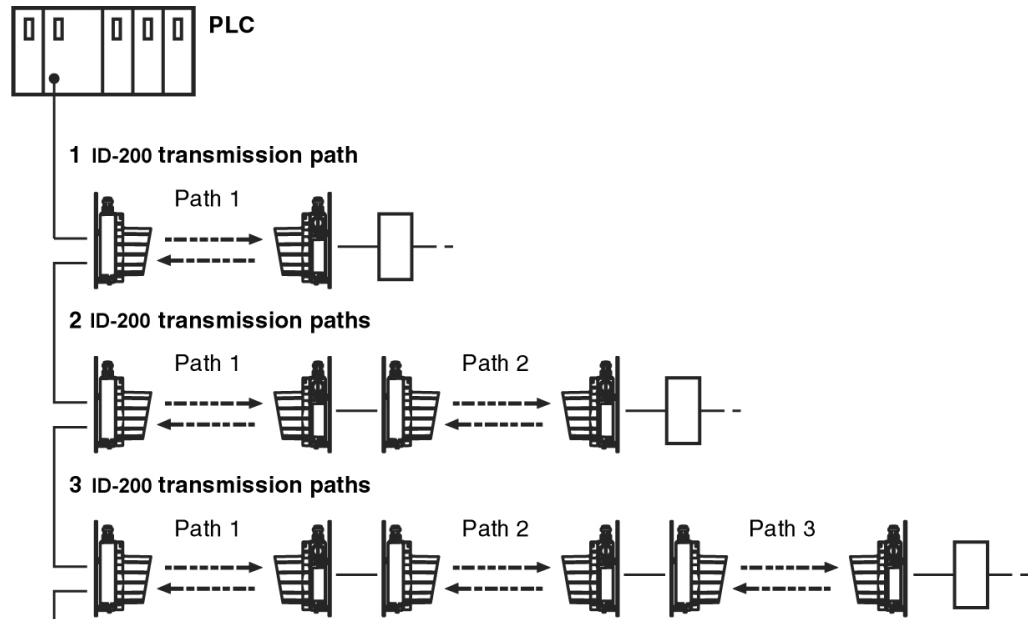 PLC
1 ID-200 transmission path
Path 1
2 ID-200 transmission paths
Path 1 Path 2
3 ID-200 transmission paths
Path 1 Path 2 Path 3